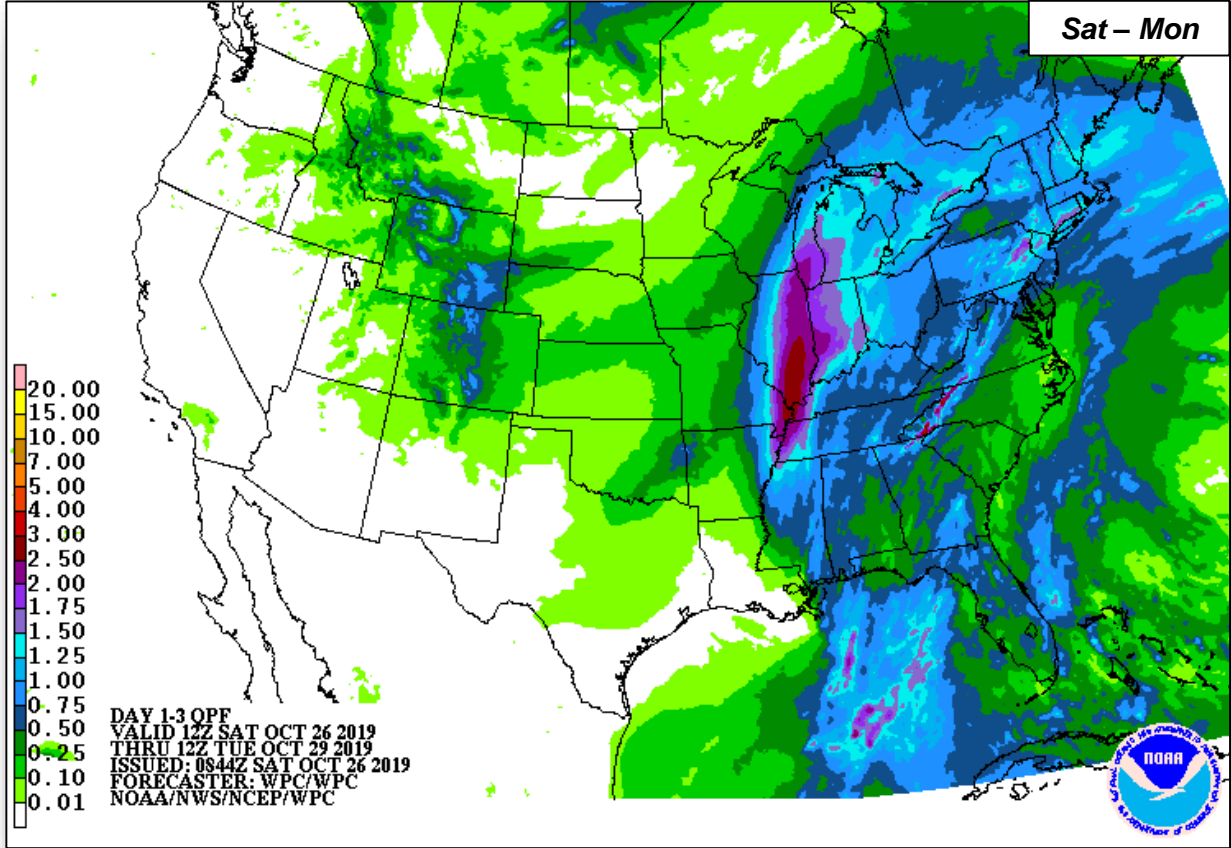 Sat – Mon
20.00
15.00
10.00
7.00
5.00
4.00
3.00
2.50
2.00
1.75
1.50
1.25
1.00
0.75
0.50
0.25
0.10
0.01
DAY 1-3 QPF
VALID 12Z SAT OCT 26 2019
THRU 12Z TUE OCT 29 2019
ISSUED: 0844Z SAT OCT 26 2019
FORECASTER: WPC/WPC
NOAA/NWS/NCEP/WPC
NOAA